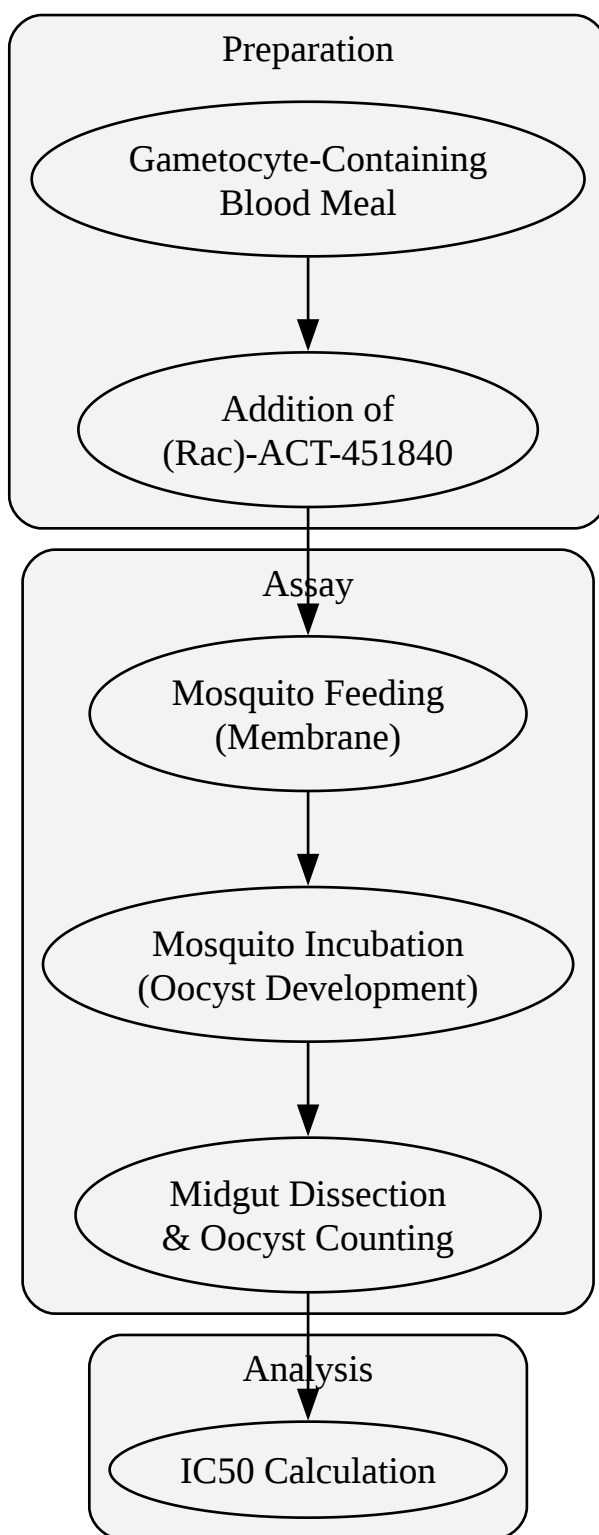 Preparation
Gametocyte-Containing
Blood Meal
Addition of
(Rac)-ACT-451840
Assay
Mosquito Feeding
(Membrane)
Mosquito Incubation
(Oocyst Development)
Midgut Dissection
& Oocyst Counting
Analysis
IC50 Calculation